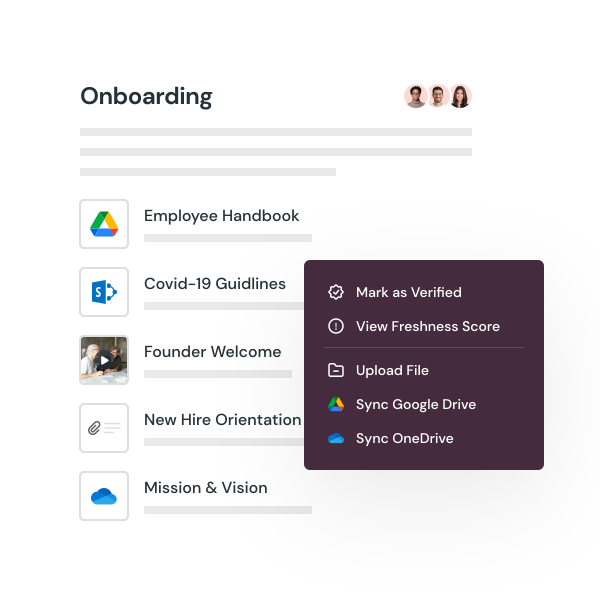 Onboarding
Employee Handbook
Covid-19 Guidlines
Founder Welcome
New Hire Orientation
Mission & Vision
Mark as Verified
View Freshness Score
Upload File
Sync Google Drive
Sync OneDrive